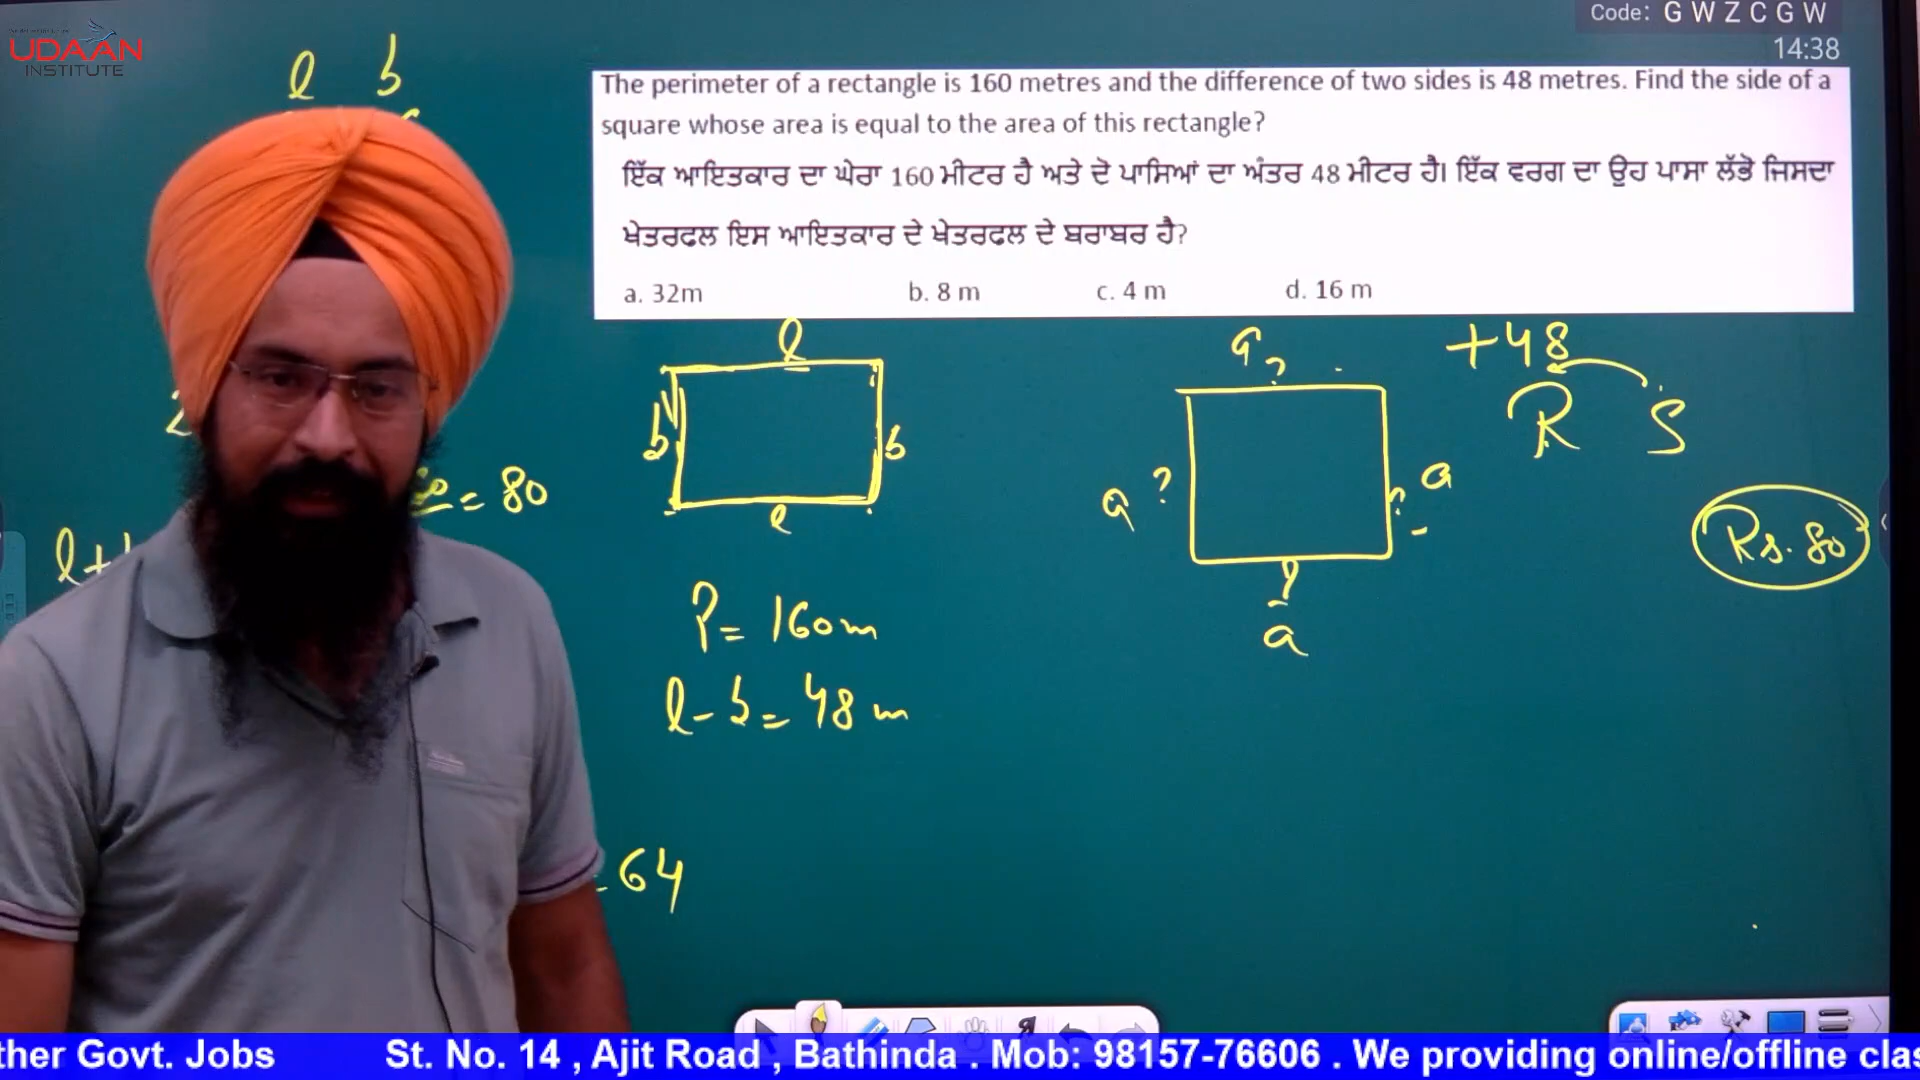 Code: G W Z C G W
14:38
UDAAN
INSTITUTE
l b
The perimeter of a rectangle is 160 metres and the difference of two sides is 48 metres. Find the side of a
square whose area is equal to the area of this rectangle?
ਇੱਕ ਆਇਤਕਾਰ ਦਾ ਘੇਰਾ 160 ਮੀਟਰ ਹੈ ਅਤੇ ਦੋ ਪਾਸਿਆਂ ਦਾ ਅੰਤਰ 48 ਮੀਟਰ ਹੈ। ਇੱਕ ਵਰਗ ਦਾ ਉਹ ਪਾਸਾ ਲੱਭੋ ਜਿਸਦਾ
ਖੇਤਰਫਲ ਇਸ ਆਇਤਕਾਰ ਦੇ ਖੇਤਰਫਲ ਦੇ ਬਰਾਬਰ ਹੈ?
a. 32m b. 8 m c. 4 m d. 16 m
l
b b
l
a ?
a ? ? a
a
+48
R S
Rs. 80
= 80
l +
P = 160m
l - b = 48 m
64
ther Govt. Jobs St. No. 14 , Ajit Road , Bathinda . Mob: 98157-76606 . We providing online/offline clas